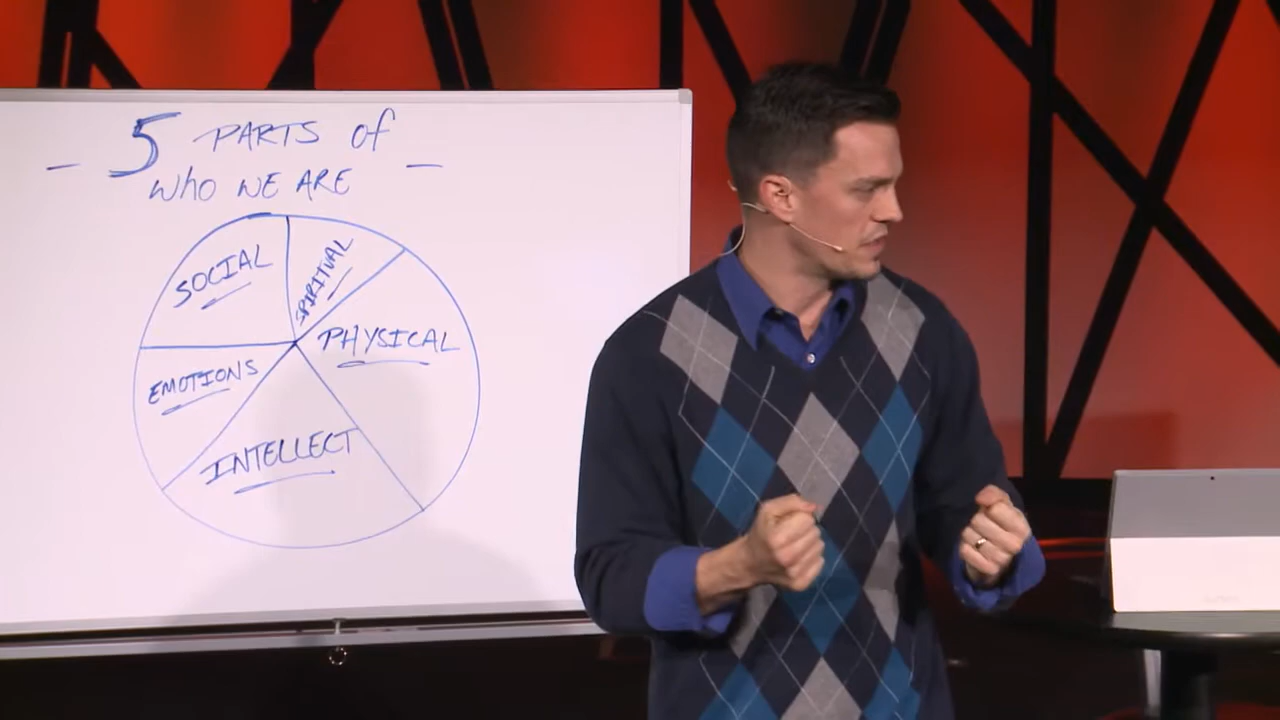 - 5 PARTS of -
Who WE ARE
SOCIAL
SPIRITUAL
PHYSICAL
EMOTIONS
INTELLECT